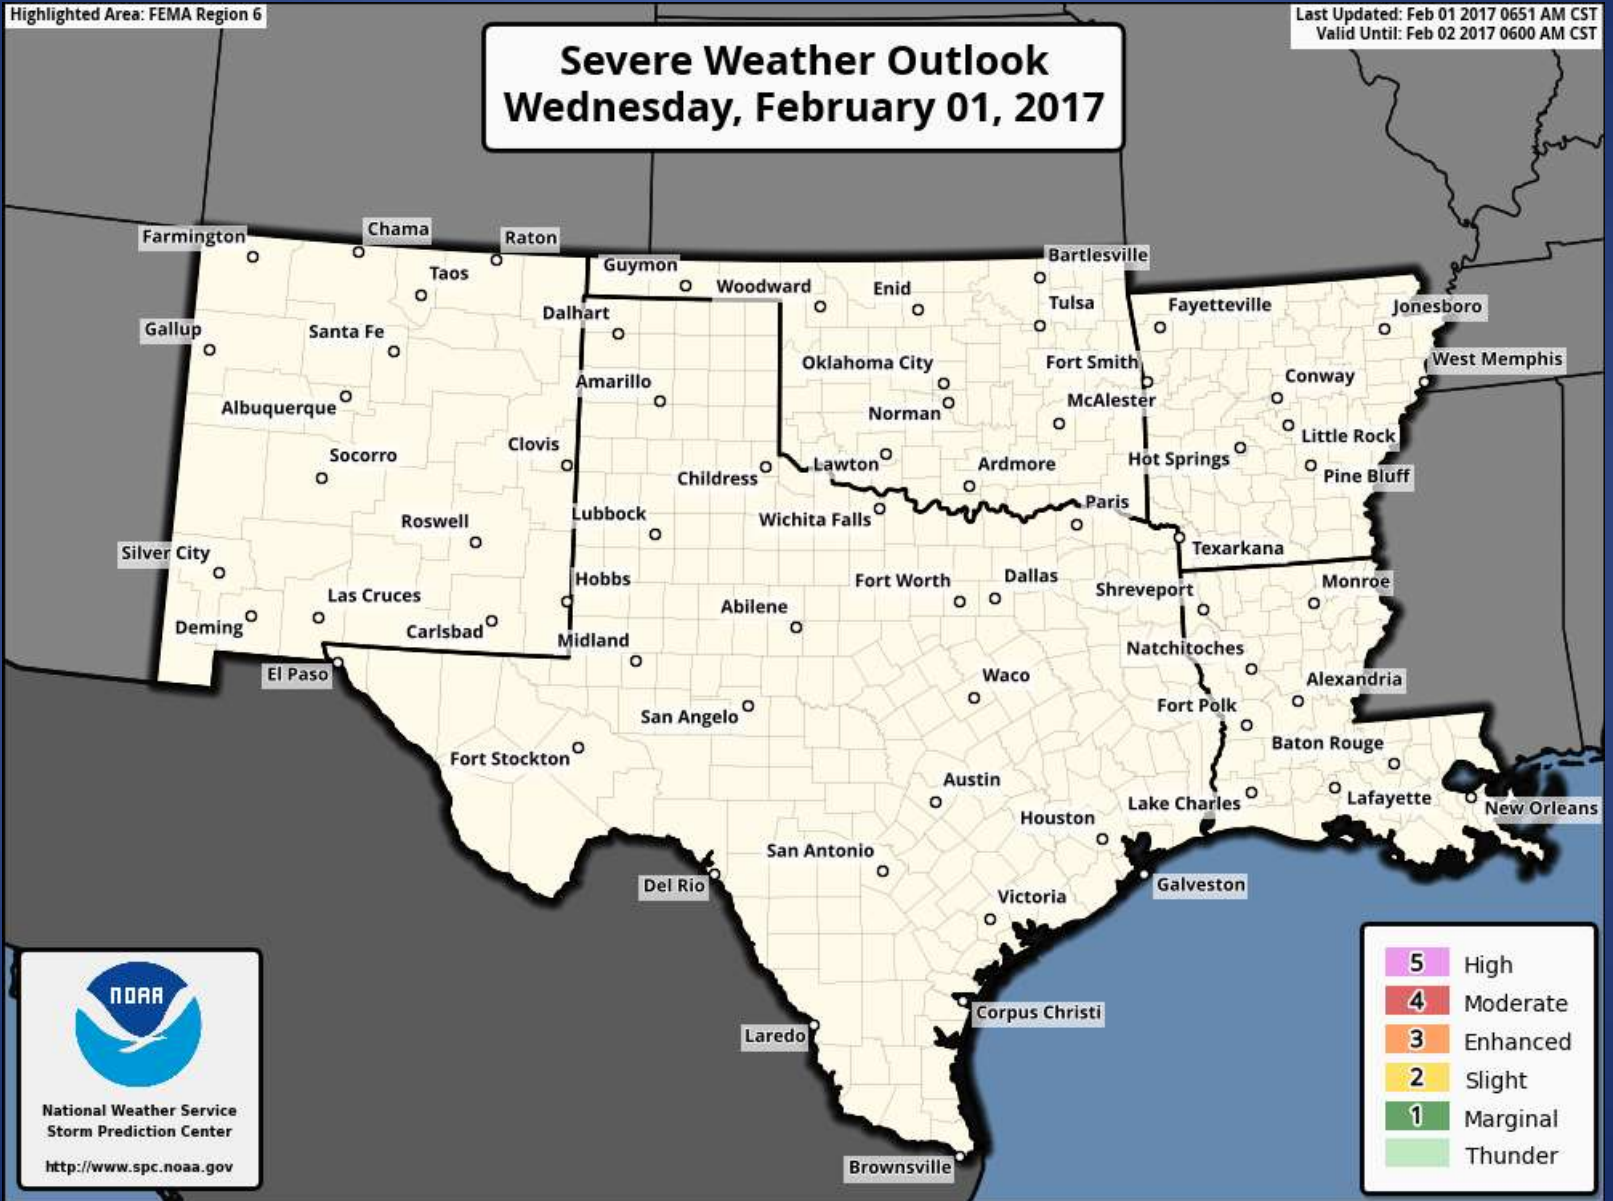 Highlighted Area: FEMA Region 6
Last Updated: Feb 01 2017 0651 AM CST
Valid Until: Feb 02 2017 0600 AM CST
Severe Weather Outlook
Wednesday, February 01, 2017
Farmington
Chama
Raton
Taos
Guymon
Woodward
Enid
Bartlesville
Tulsa
Fayetteville
Jonesboro
Gallup
Santa Fe
Dalhart
Oklahoma City
Fort Smith
West Memphis
Amarillo
Conway
Albuquerque
Norman
McAlester
Little Rock
Socorro
Clovis
Childress
Lawton
Ardmore
Hot Springs
Pine Bluff
Roswell
Lubbock
Wichita Falls
Paris
Texarkana
Silver City
Las Cruces
Hobbs
Abilene
Fort Worth
Dallas
Shreveport
Monroe
Deming
Carlsbad
Midland
Natchitoches
El Paso
San Angelo
Waco
Alexandria
Fort Polk
Fort Stockton
Baton Rouge
Austin
Lake Charles
Lafayette
New Orleans
Houston
San Antonio
Del Rio
Galveston
Victoria
Corpus Christi
Laredo
Brownsville
NOAA
National Weather Service
Storm Prediction Center
http://www.spc.noaa.gov
5 High
4 Moderate
3 Enhanced
2 Slight
1 Marginal
Thunder